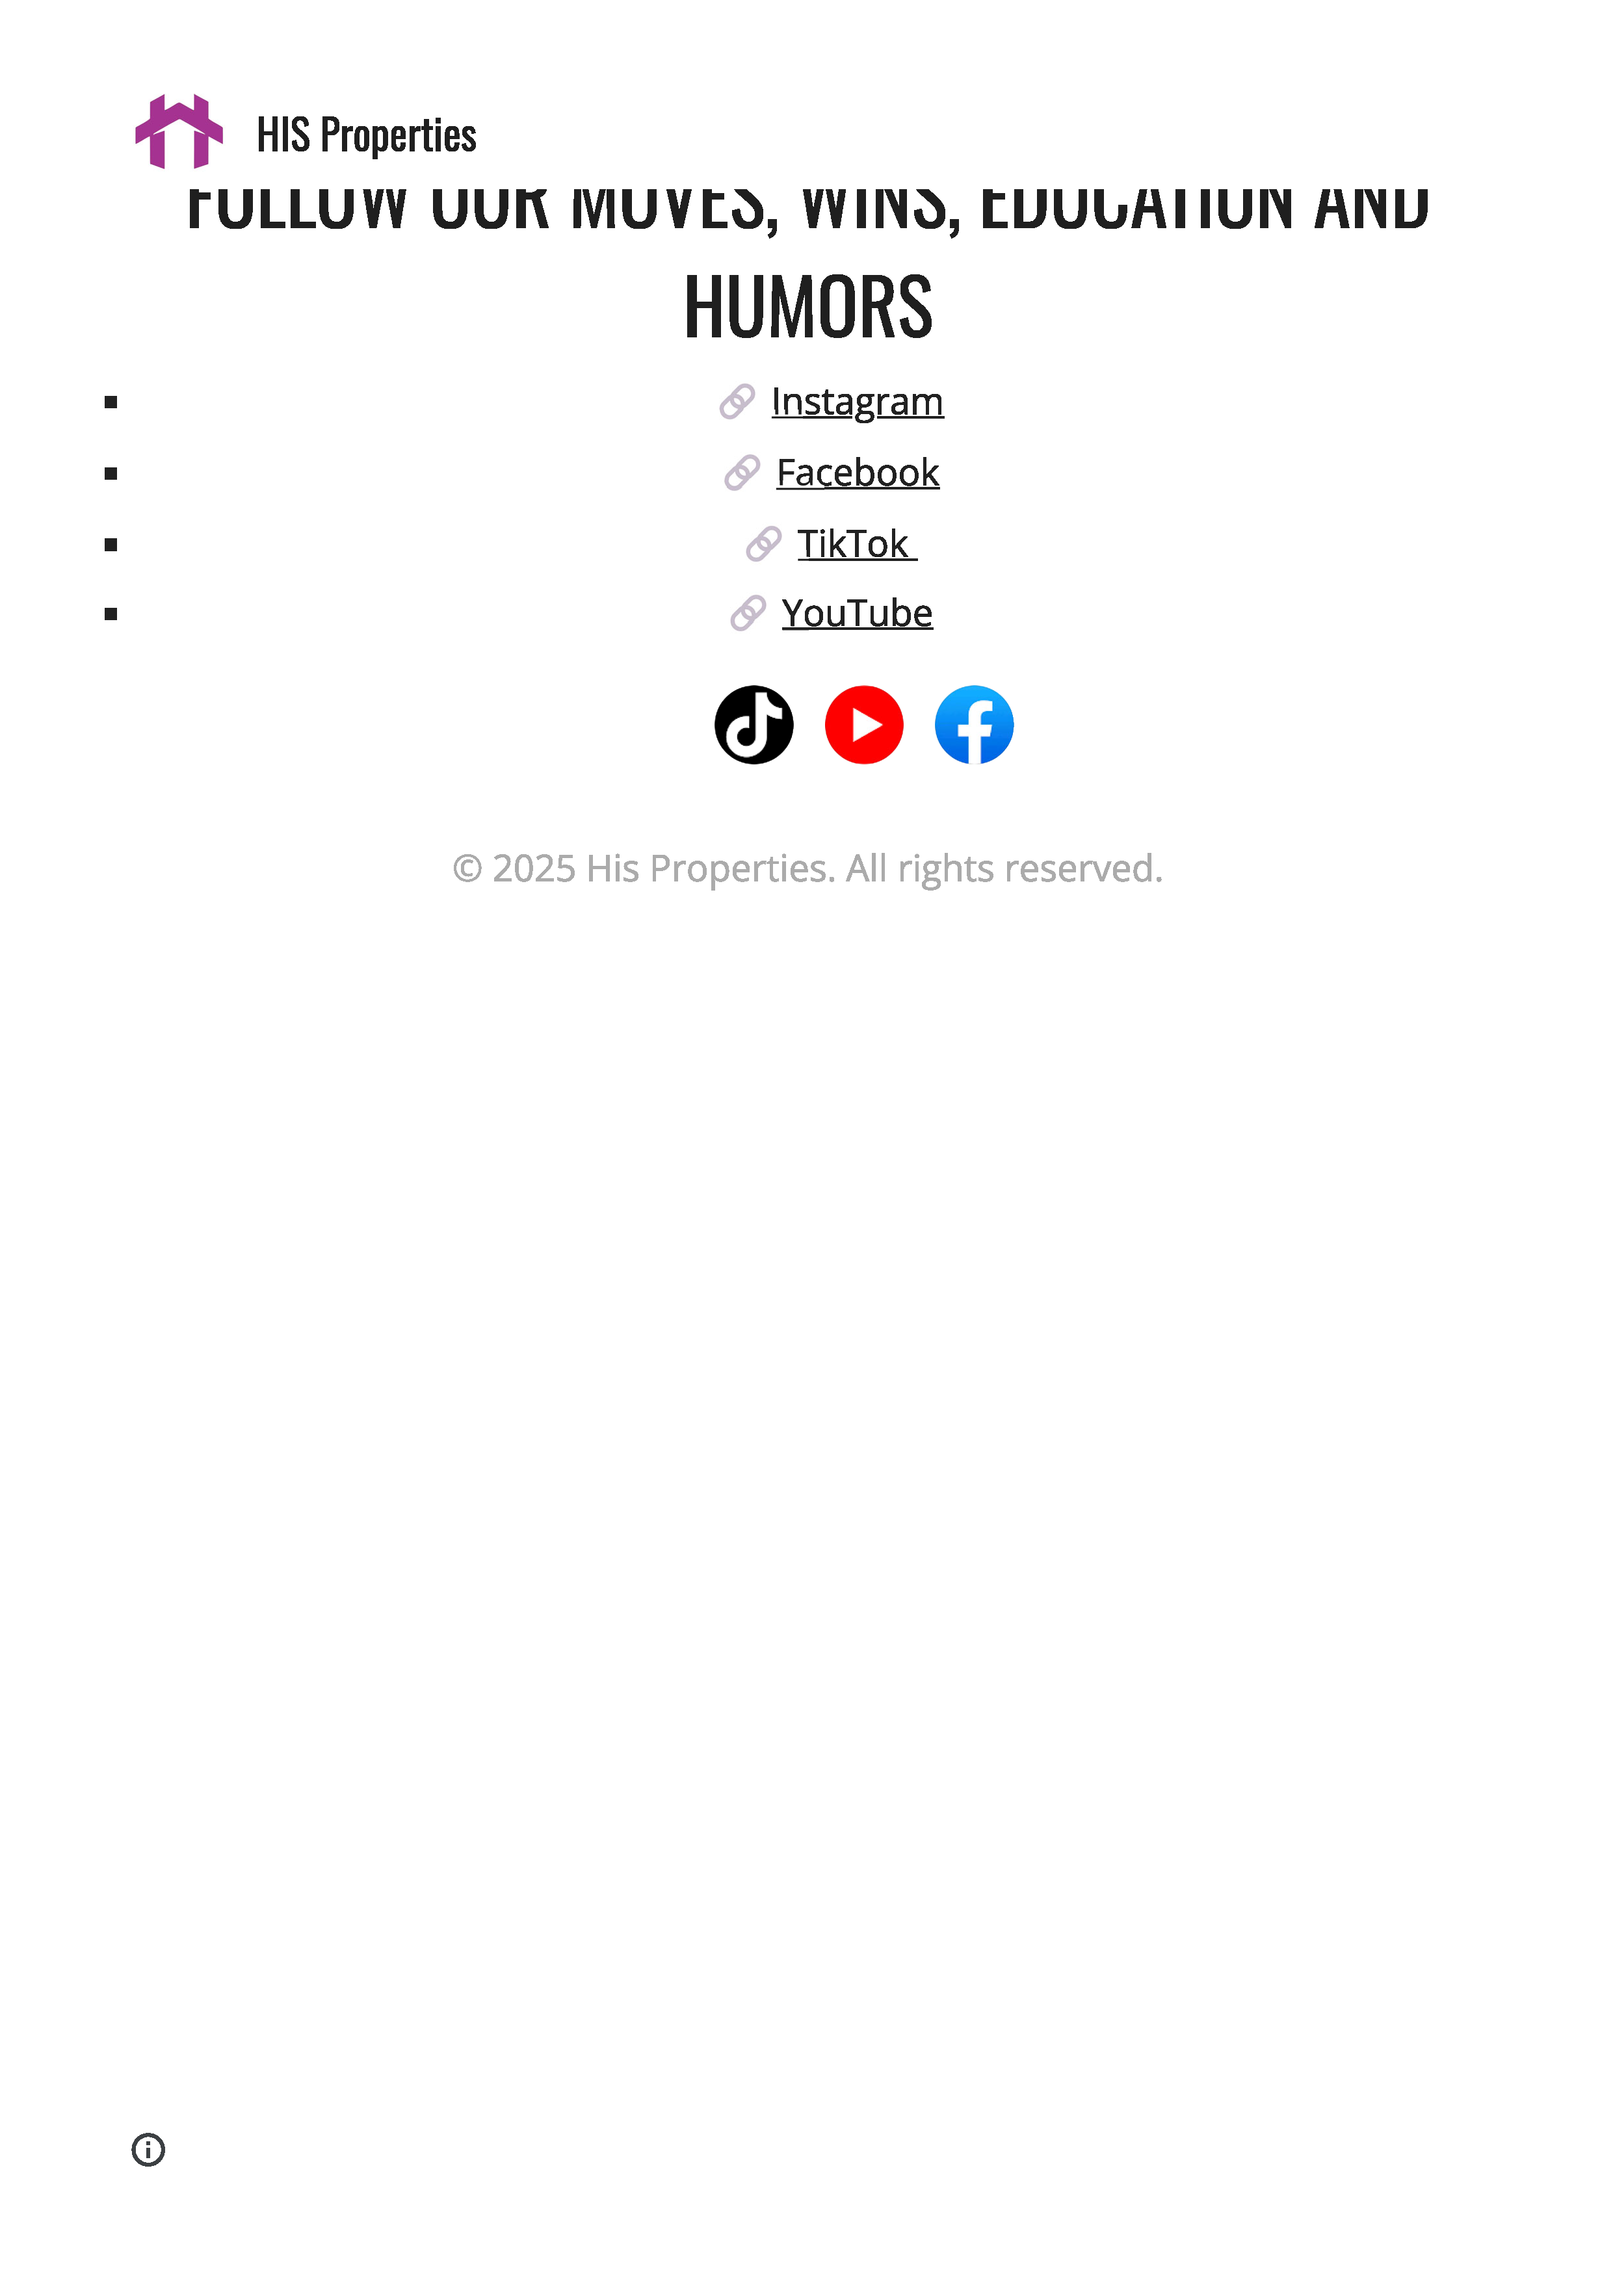 HIS Properties
FOLLOW OUR MOVES, WINS, EDUCATION AND
HUMORS
Instagram
Facebook
TikTok
YouTube
© 2025 His Properties. All rights reserved.